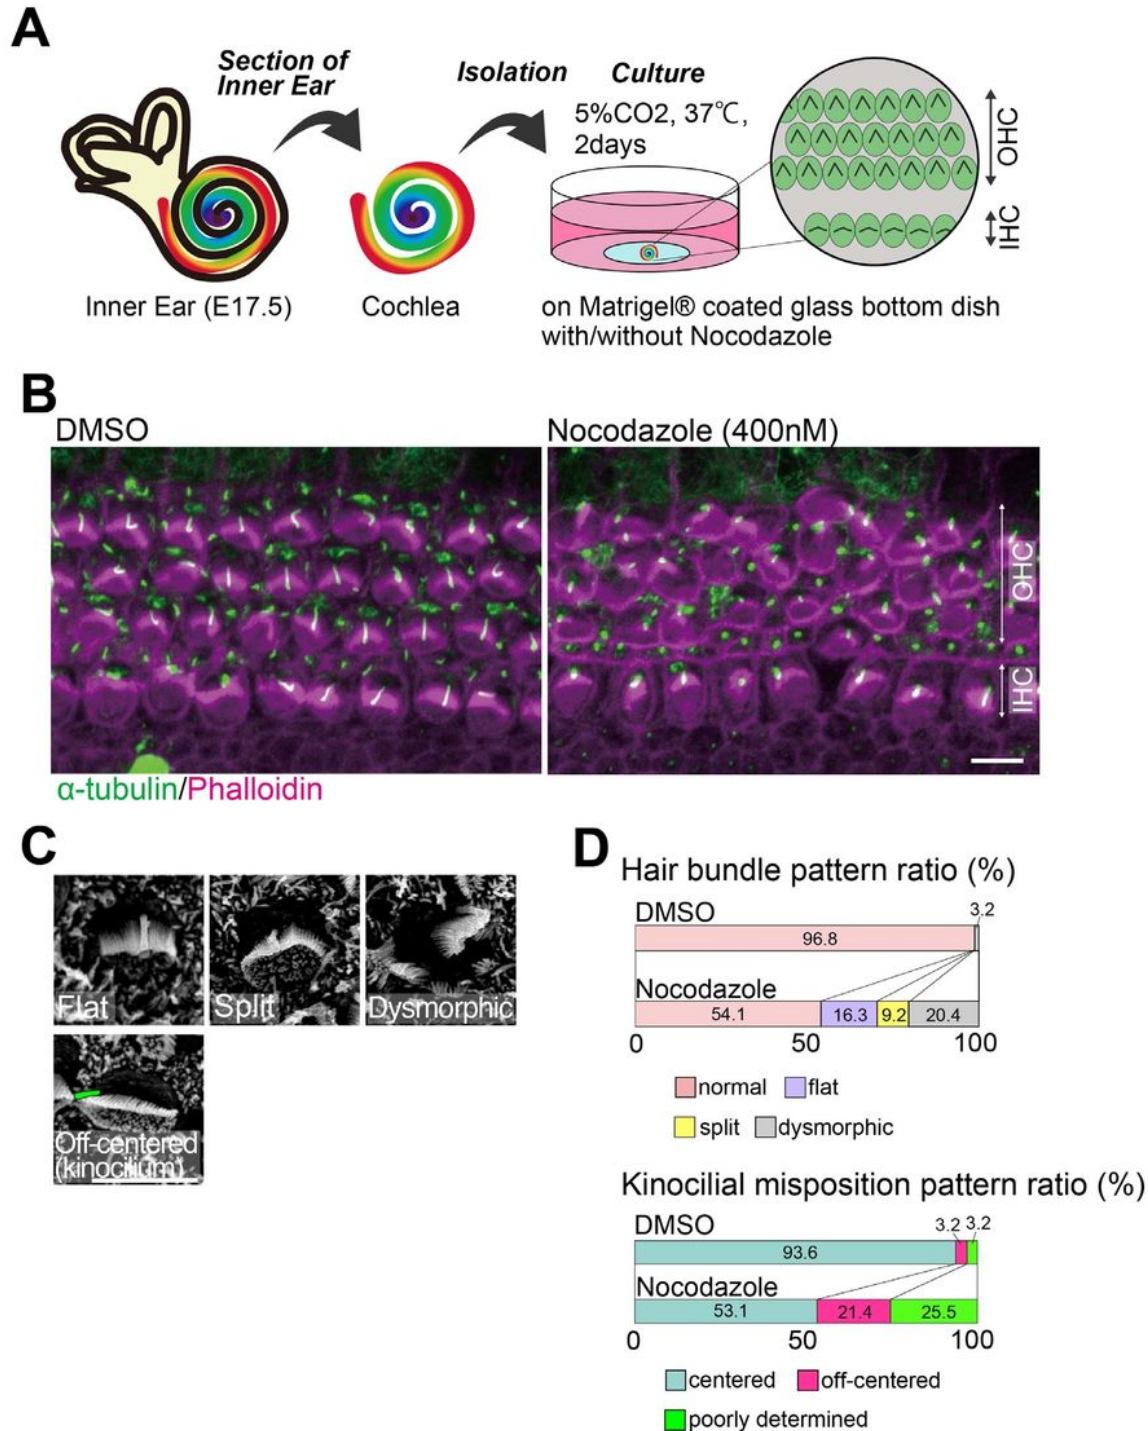 A
Section of
Inner Ear
Isolation
Culture
5%CO2, 37℃,
2days
OHC
IHC
Inner Ear (E17.5)
Cochlea
on Matrigel® coated glass bottom dish
with/without Nocodazole
B
DMSO
Nocodazole (400nM)
OHC
IHC
α-tubulin/Phalloidin
C
Flat
Split
Dysmorphic
Off-centered
(kinocilium)
D
Hair bundle pattern ratio (%)
DMSO
3.2
96.8
Nocodazole
54.1 16.3 9.2 20.4
0 50 100
normal flat
split dysmorphic
Kinocilial misposition pattern ratio (%)
DMSO
3.2 3.2
93.6
Nocodazole
53.1 21.4 25.5
0 50 100
centered off-centered
poorly determined